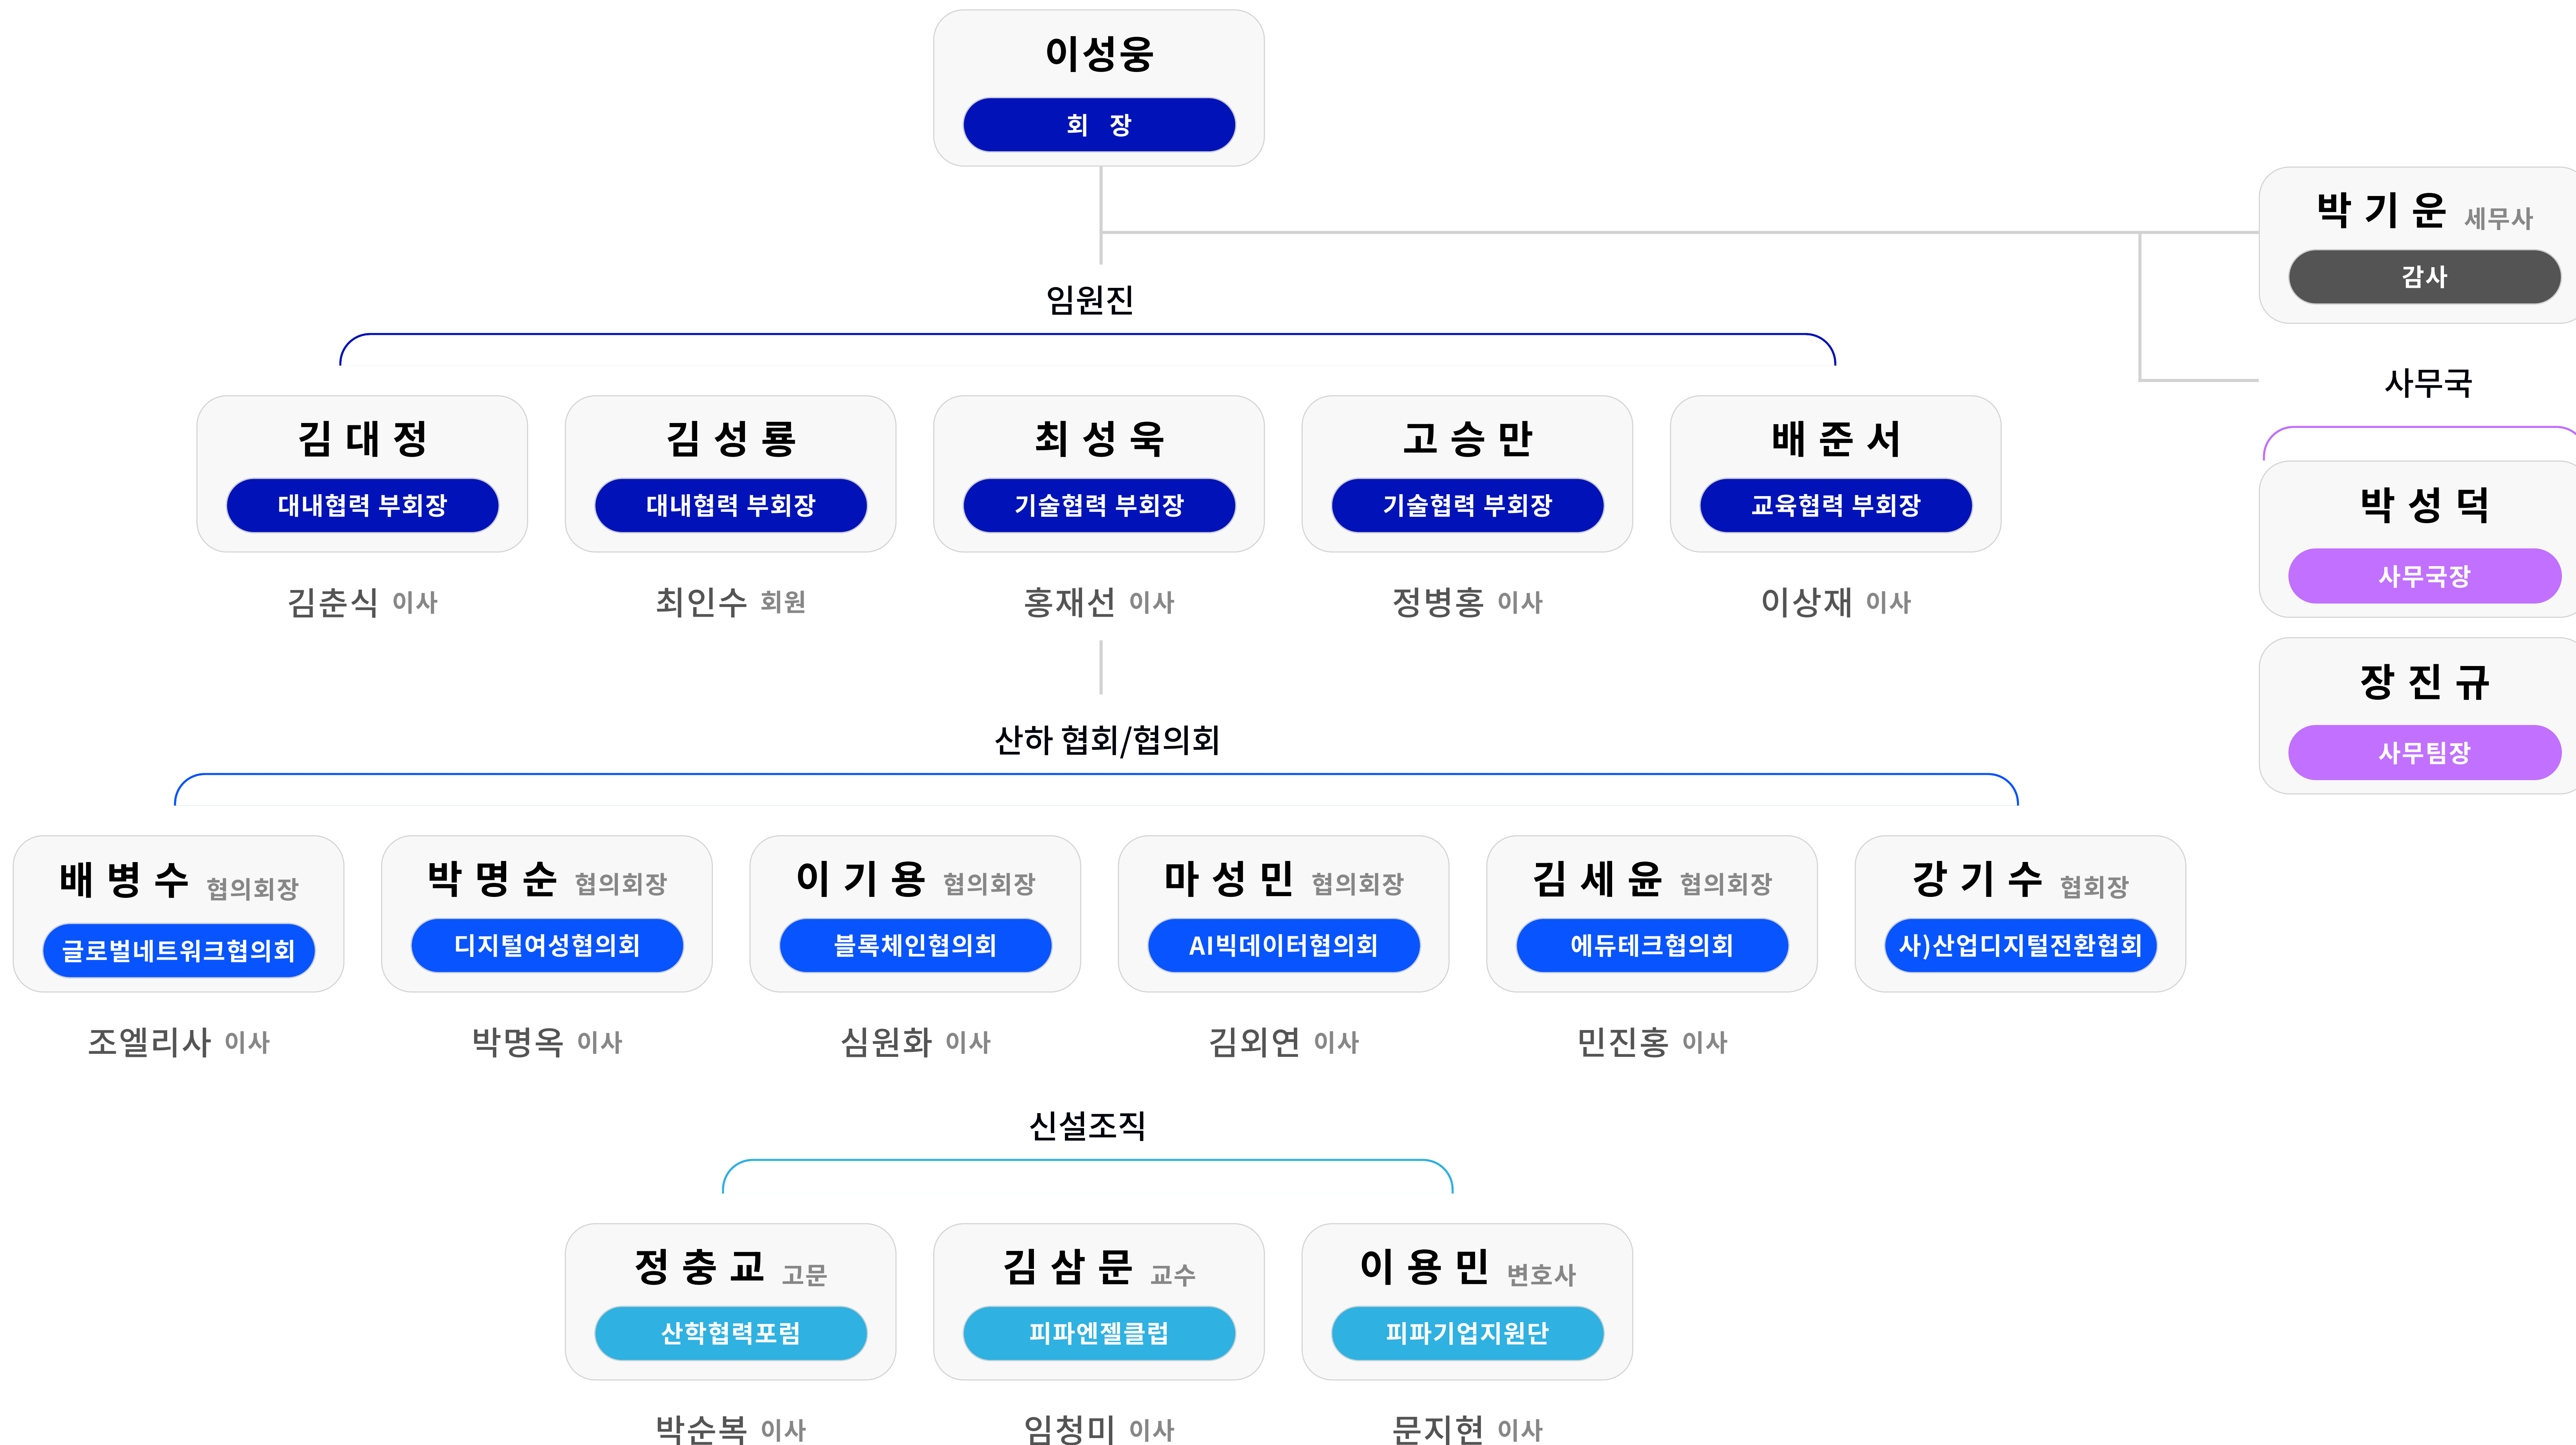 이성웅
회 장
박 기 운 세무사
감사
임원진
사무국
김 대 정
대내협력 부회장
김 성 룡
대내협력 부회장
최 성 욱
기술협력 부회장
고 승 만
기술협력 부회장
배 준 서
교육협력 부회장
박 성 덕
사무국장
김춘식 이사
최인수 회원
홍재선 이사
정병홍 이사
이상재 이사
장 진 규
사무팀장
산하 협회/협의회
배 병 수 협의회장
글로벌네트워크협의회
박 명 순 협의회장
디지털여성협의회
이 기 용 협의회장
블록체인협의회
마 성 민 협의회장
AI빅데이터협의회
김 세 윤 협의회장
에듀테크협의회
강 기 수 협회장
사)산업디지털전환협회
조엘리사 이사
박명옥 이사
심원화 이사
김외연 이사
민진홍 이사
신설조직
정 충 교 고문
산학협력포럼
김 삼 문 교수
피파엔젤클럽
이 용 민 변호사
피파기업지원단
박순복 이사
임청미 이사
문지현 이사